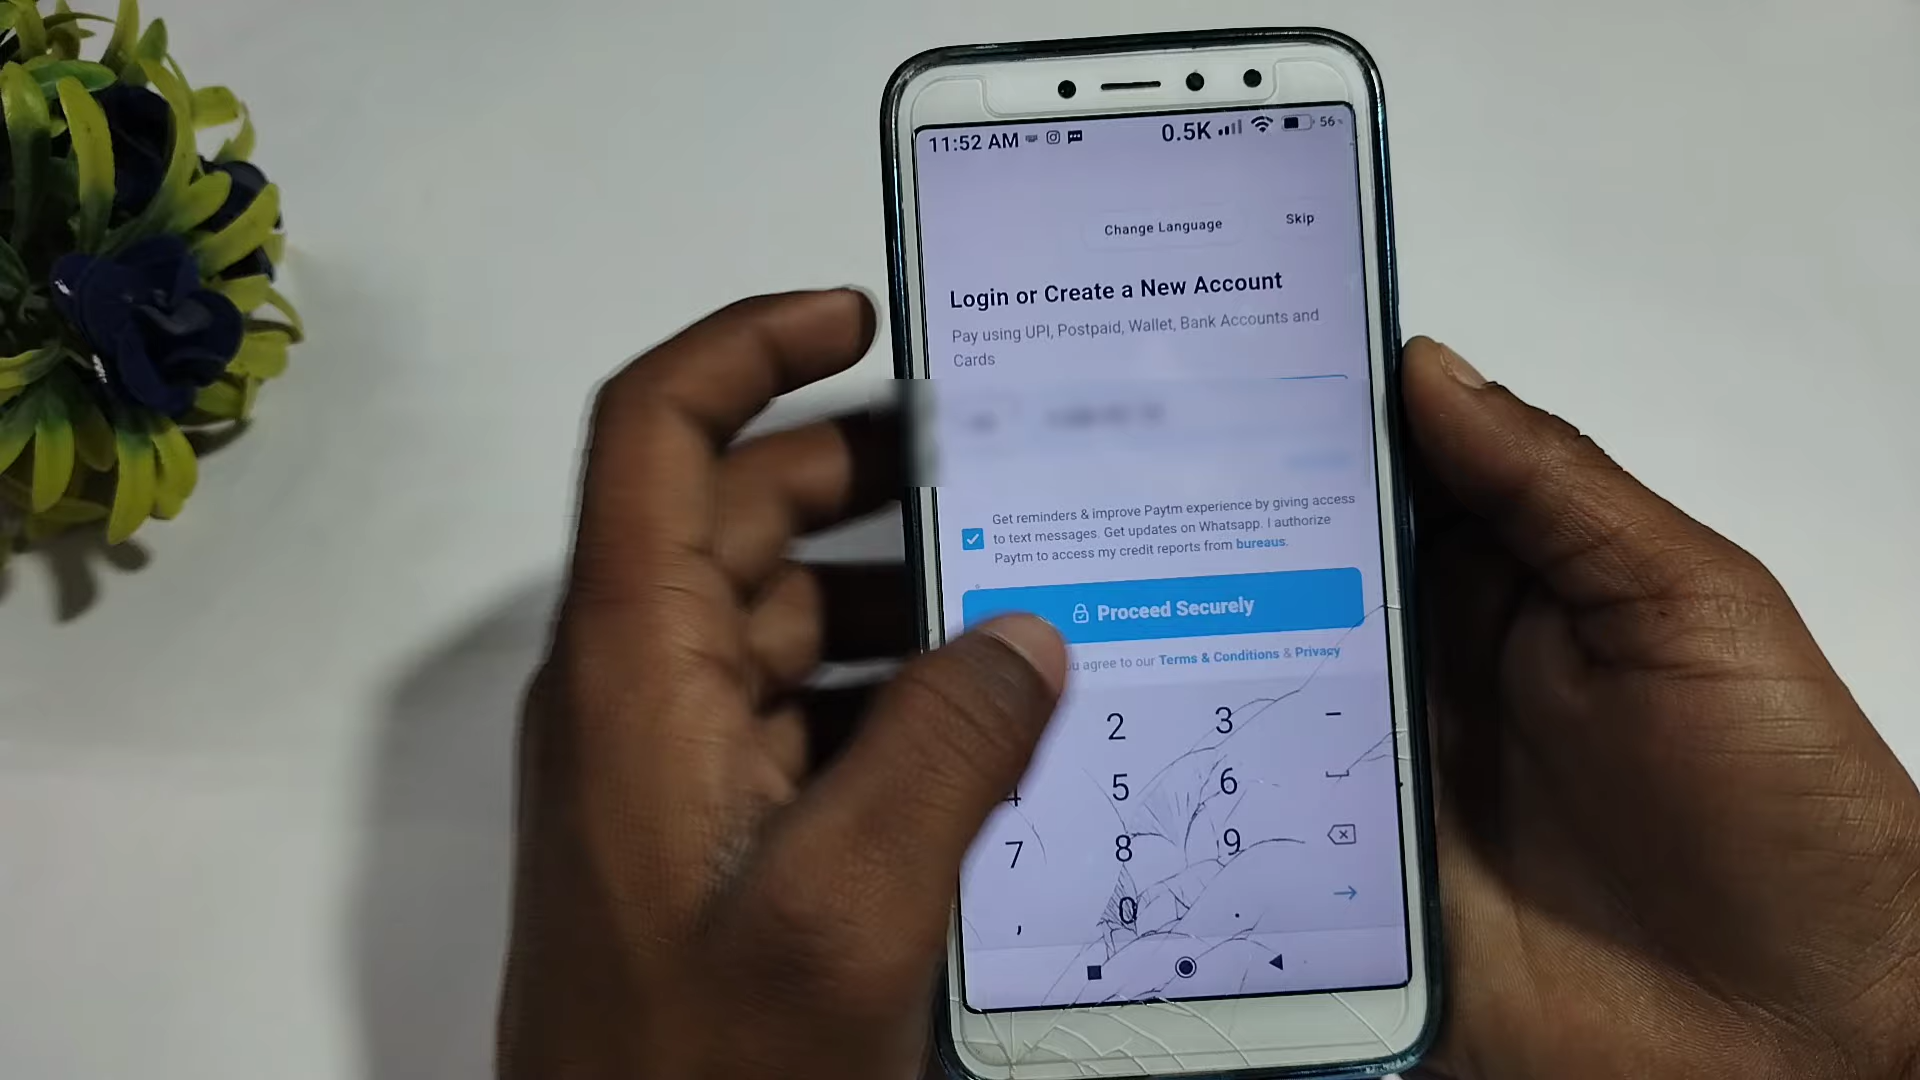 11:52 AM 0.5K 56
Change Language Skip
Login or Create a New Account
Pay using UPI, Postpaid, Wallet, Bank Accounts and
Cards
Get reminders & improve Paytm experience by giving access
to text messages. Get updates on Whatsapp. I authorize
Paytm to access my credit reports from bureaus.
Proceed Securely
agree to our Terms & Conditions & Privacy
2 3 -
4 5 6
7 8 9
, 0 .